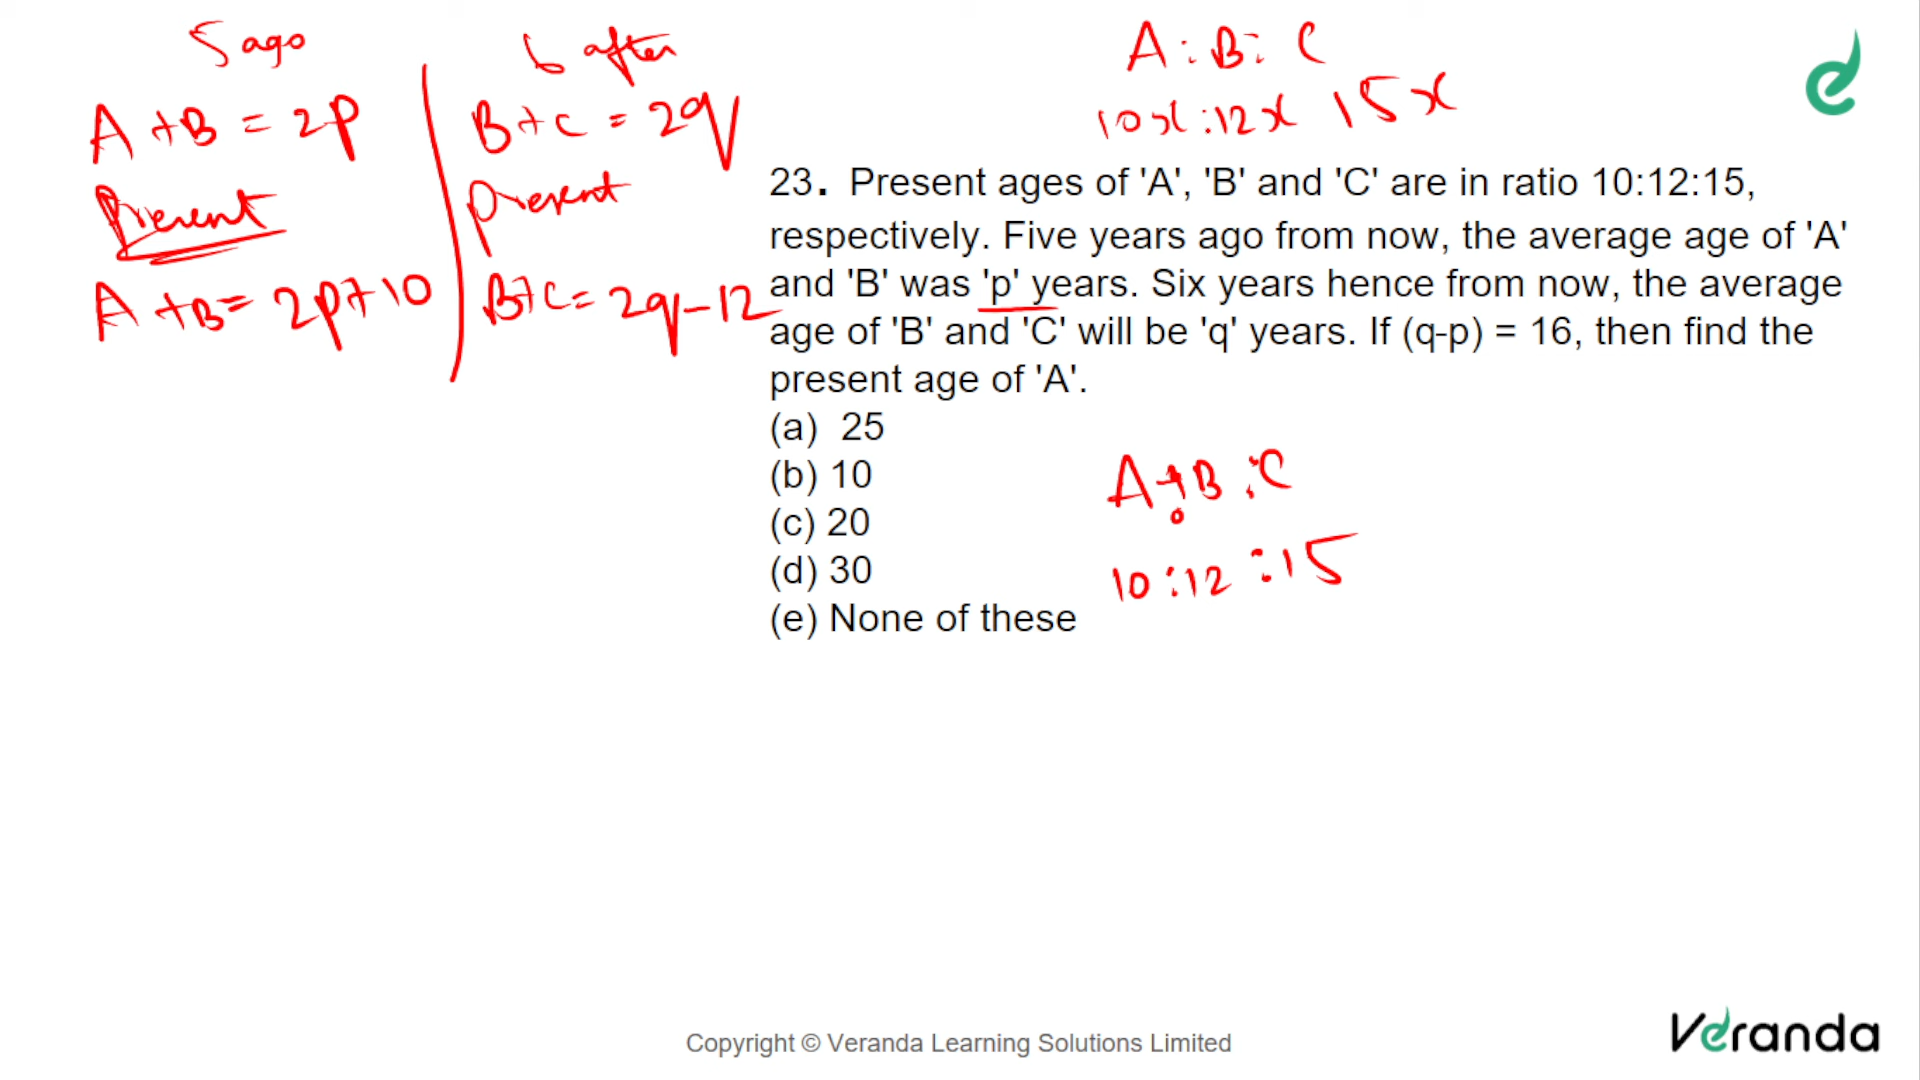 5 ago
A+B = 2p
Present
A+B= 2p+10
6 after
B+C = 2q
Present
B+C= 2q-12
A : B : C
10x :12x 15x
23. Present ages of 'A', 'B' and 'C' are in ratio 10:12:15,
respectively. Five years ago from now, the average age of 'A'
and 'B' was 'p' years. Six years hence from now, the average
age of 'B' and 'C' will be 'q' years. If (q-p) = 16, then find the
present age of 'A'.
(a) 25
(b) 10
(c) 20
(d) 30
(e) None of these
A+B :C
10 :12 :15
Copyright © Veranda Learning Solutions Limited
Veranda